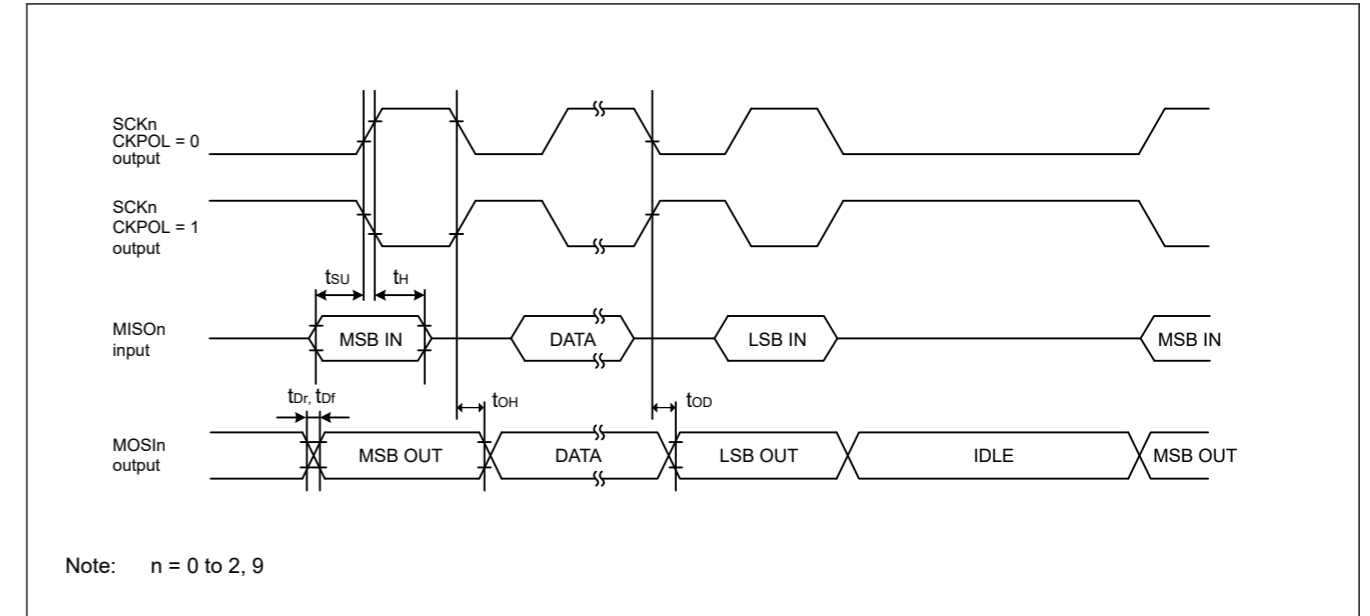 SCKn
CKPOL = 0
output
SCKn
CKPOL = 1
output
tSU
tH
MISOn
input
MSB IN
DATA
LSB IN
MSB IN
tDr, tDf
tOH
tOD
MOSIn
output
MSB OUT
DATA
LSB OUT
IDLE
MSB OUT
Note: n = 0 to 2, 9